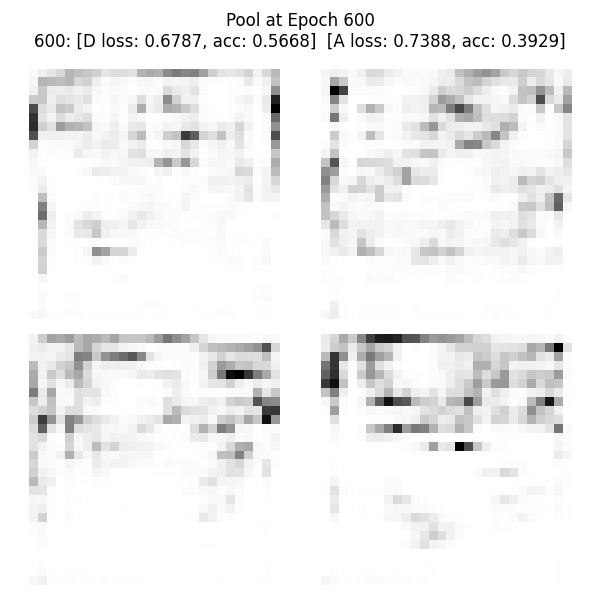 Pool at Epoch 600
600: [D loss: 0.6787, acc: 0.5668]  [A loss: 0.7388, acc: 0.3929]